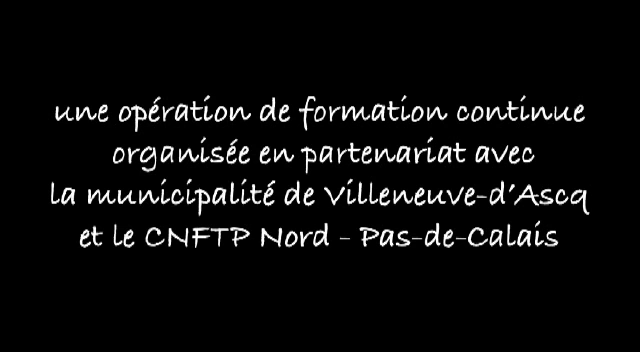 une opération de formation continue
organisée en partenariat avec
la municipalité de Villeneuve-d'Ascq
et le CNFTP Nord - Pas-de-Calais